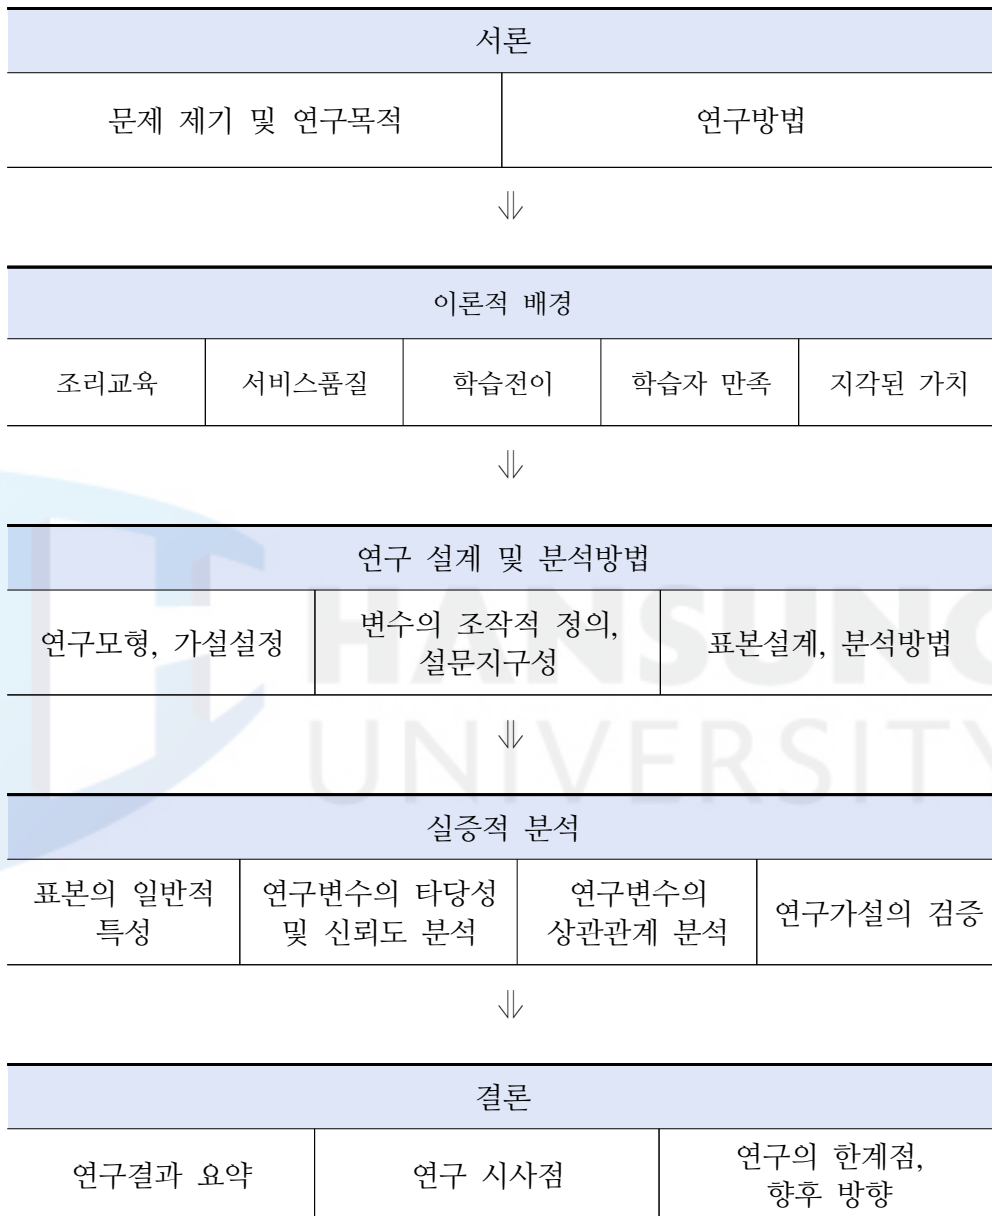 서론
문제 제기 및 연구목적
연구방법
⇓
이론적 배경
조리교육
서비스품질
학습전이
학습자 만족
지각된 가치
⇓
연구 설계 및 분석방법
연구모형, 가설설정
변수의 조작적 정의,
설문지구성
표본설계, 분석방법
⇓
실증적 분석
표본의 일반적
특성
연구변수의 타당성
및 신뢰도 분석
연구변수의
상관관계 분석
연구가설의 검증
⇓
결론
연구결과 요약
연구 시사점
연구의 한계점,
향후 방향
HANSUNG
UNIVERSITY